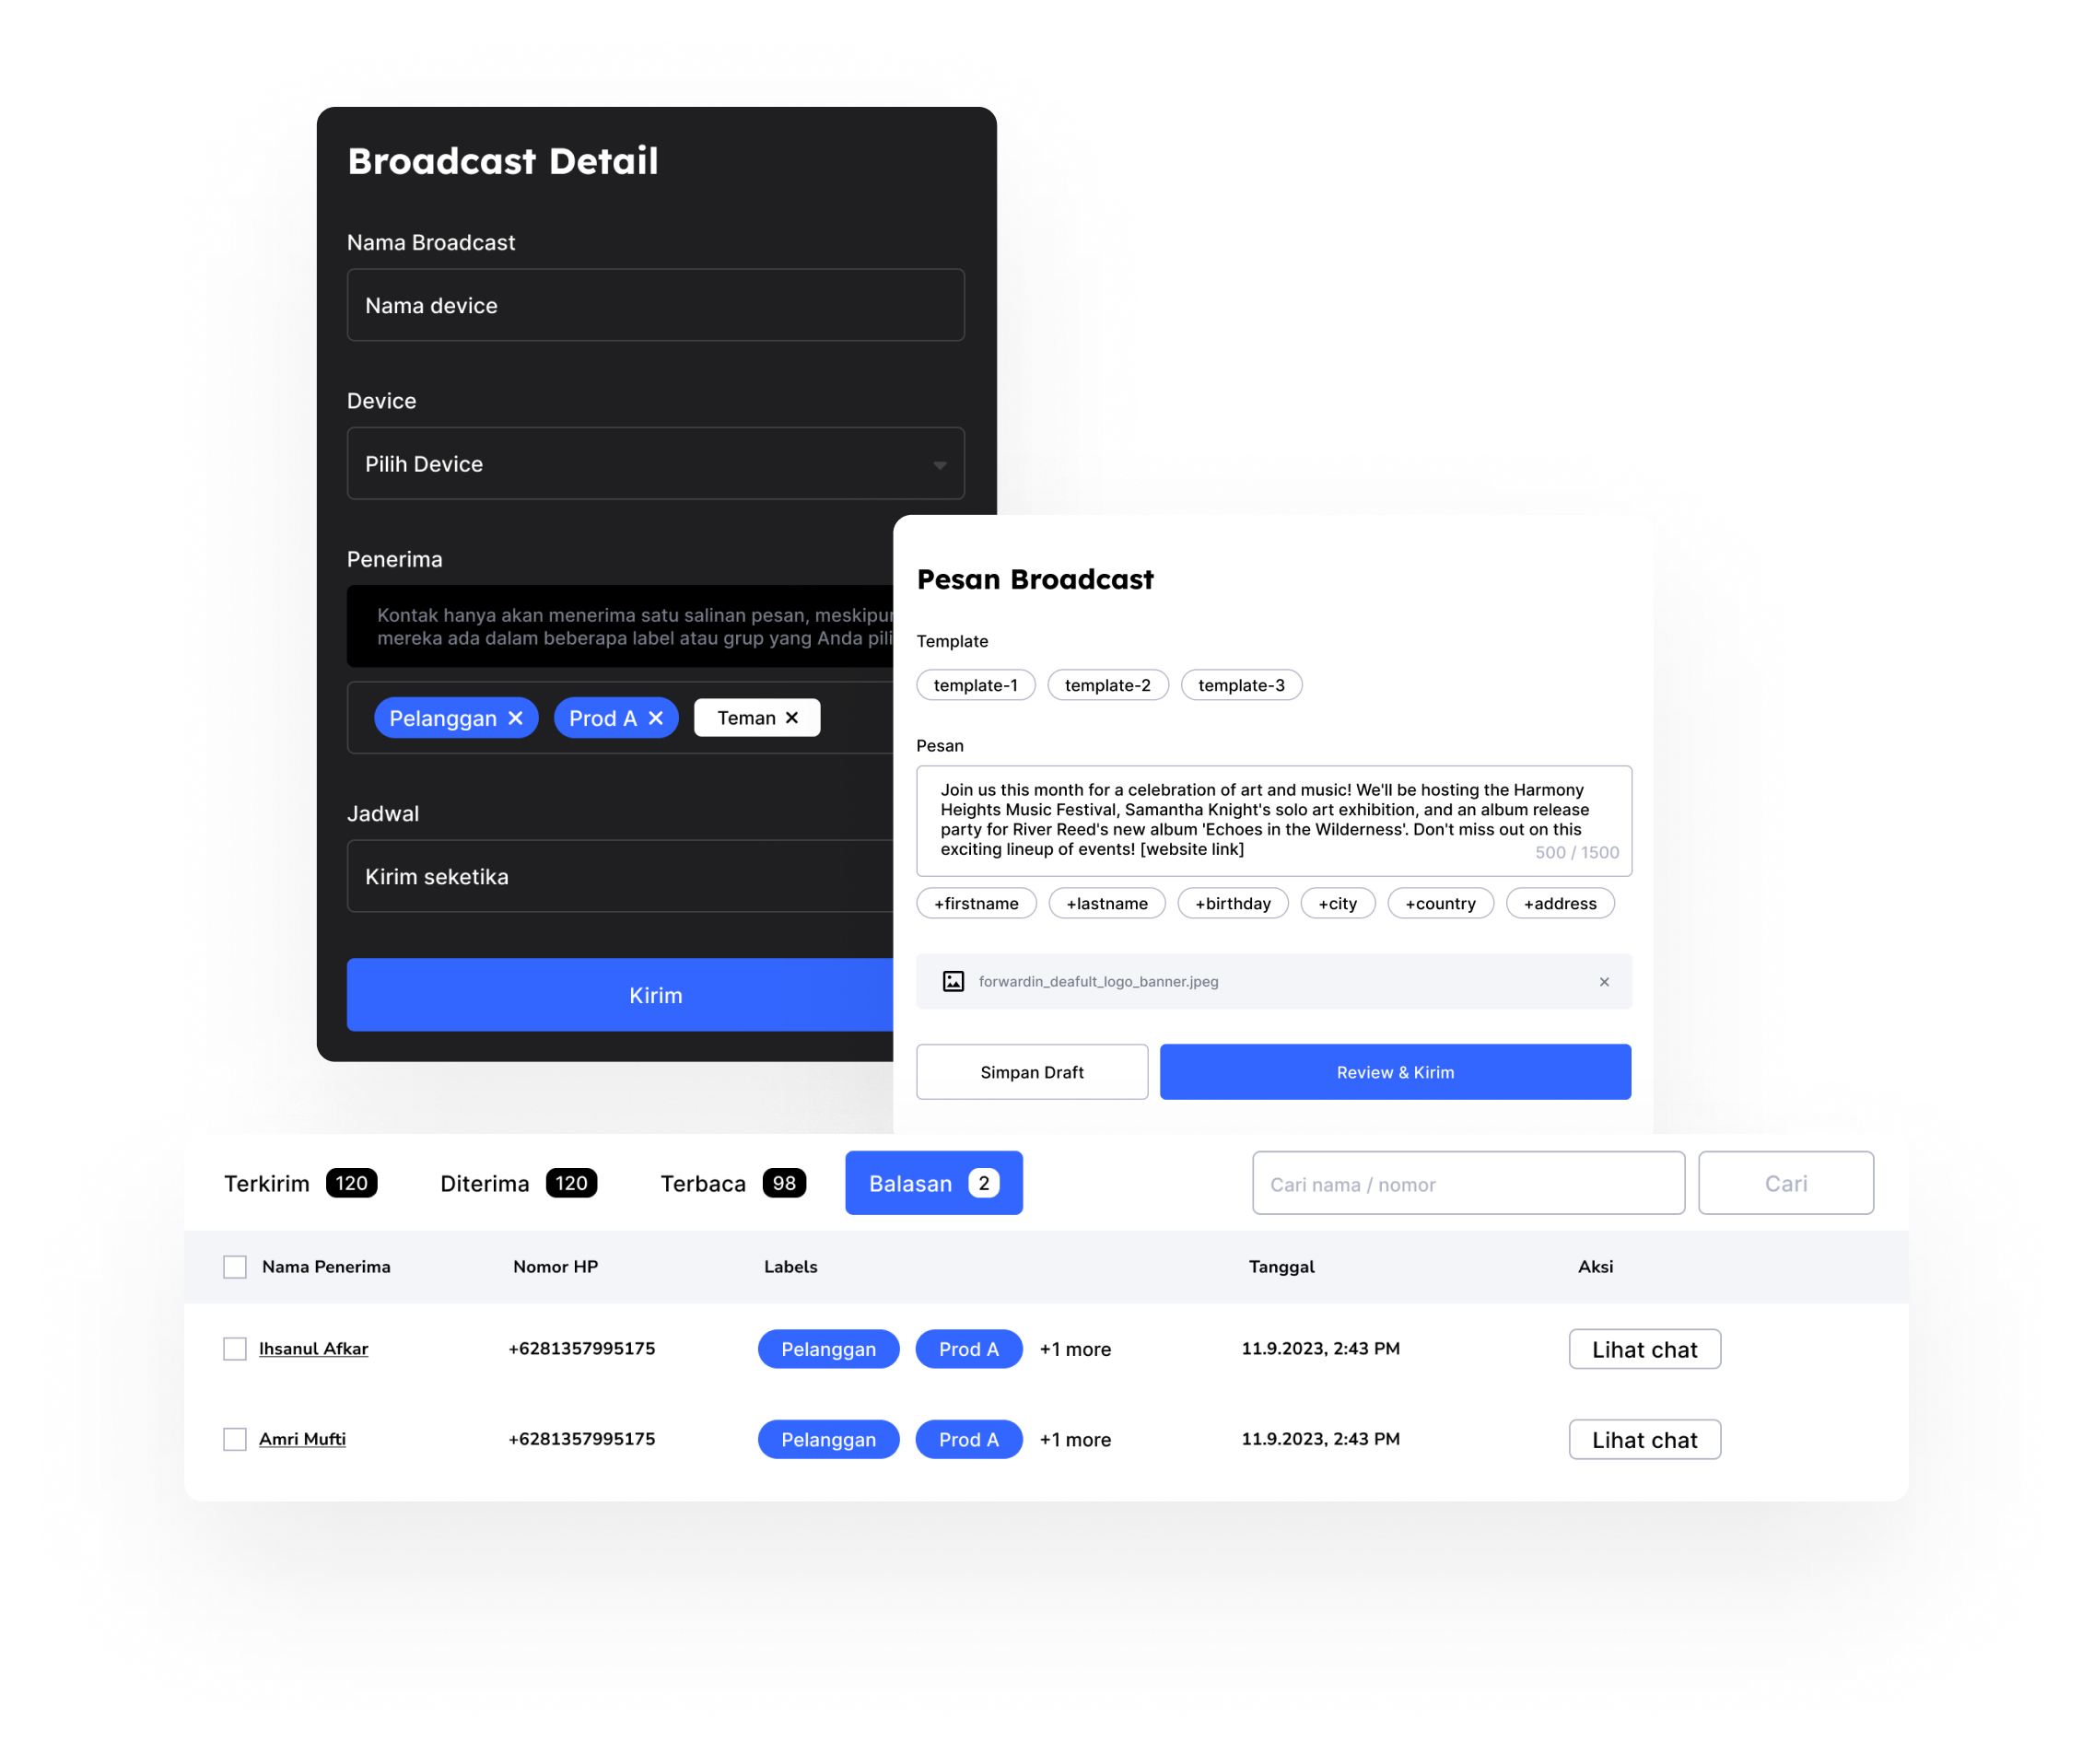 Broadcast Detail
Nama Broadcast
Nama device
Device
Pilih Device
Penerima
Kontak hanya akan menerima satu salinan pesan,
mereka ada dalam beberapa label atau grup yang Anda
Pelanggan ✕ Prod A ✕ Teman ✕
Jadwal
Kirim seketika
Kirim
Pesan Broadcast
Template
template-1 template-2 template-3
Pesan
Join us this month for a celebration of art and music! We'll be hosting the Harmony
Heights Music Festival, Samantha Knight's solo art exhibition, and an album release
party for River Reed's new album 'Echoes in the Wilderness'. Don't miss out on this
exciting lineup of events! [website link]
500 / 1500
+firstname +lastname +birthday +city +country +address
forwardin_deafult_logo_banner.jpeg ✕
Simpan Draft Review & Kirim
Terkirim 120 Diterima 120 Terbaca 98 Balasan 2 Cari nama / nomor Cari
Nama Penerima Nomor HP Labels Tanggal Aksi
Ihsanul Afkar +6281357995175 Pelanggan Prod A +1 more 11.9.2023, 2:43 PM Lihat chat
Amri Mufti +6281357995175 Pelanggan Prod A +1 more 11.9.2023, 2:43 PM Lihat chat